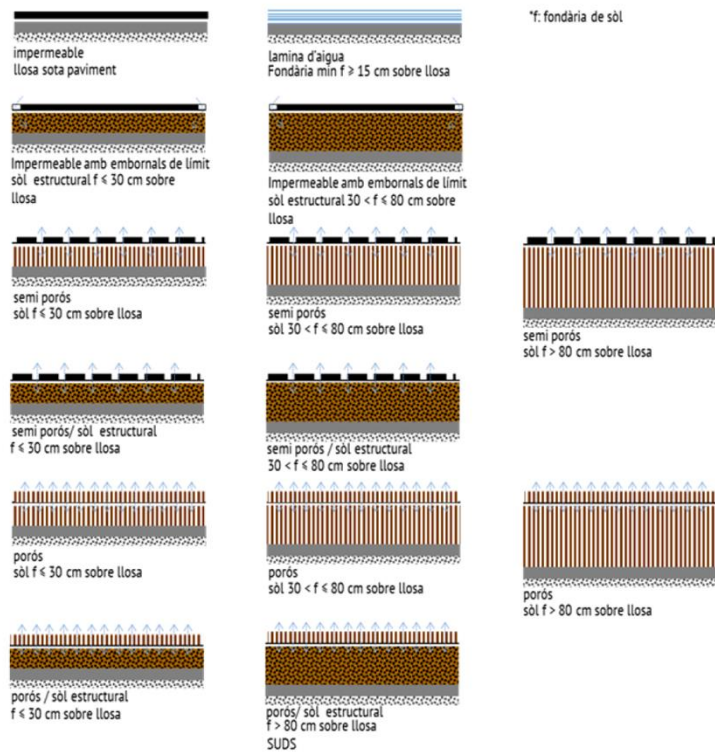 *f: fondària de sòl
impermeable
llosa sota paviment
lamina d'aigua
Fondària mín f ≥ 15 cm sobre llosa
Impermeable amb embornals de límit
sòl estructural f ⩽ 30 cm sobre
llosa
Impermeable amb embornals de límit
sòl estructural 30 < f ⩽ 80 cm sobre
llosa
semi porós
sòl f ⩽ 30 cm sobre llosa
semi porós
sòl 30 < f ⩽ 80 cm sobre llosa
semi porós
sòl f > 80 cm sobre llosa
semi porós/ sòl estructural
f ⩽ 30 cm sobre llosa
semi porós / sòl estructural
30 < f ⩽ 80 cm sobre llosa
porós
sòl f ⩽ 30 cm sobre llosa
porós
sòl 30 < f ⩽ 80 cm sobre llosa
porós
sòl f > 80 cm sobre llosa
porós / sòl estructural
f ⩽ 30 cm sobre llosa
porós/ sòl estructural
f > 80 cm sobre llosa
SUDS